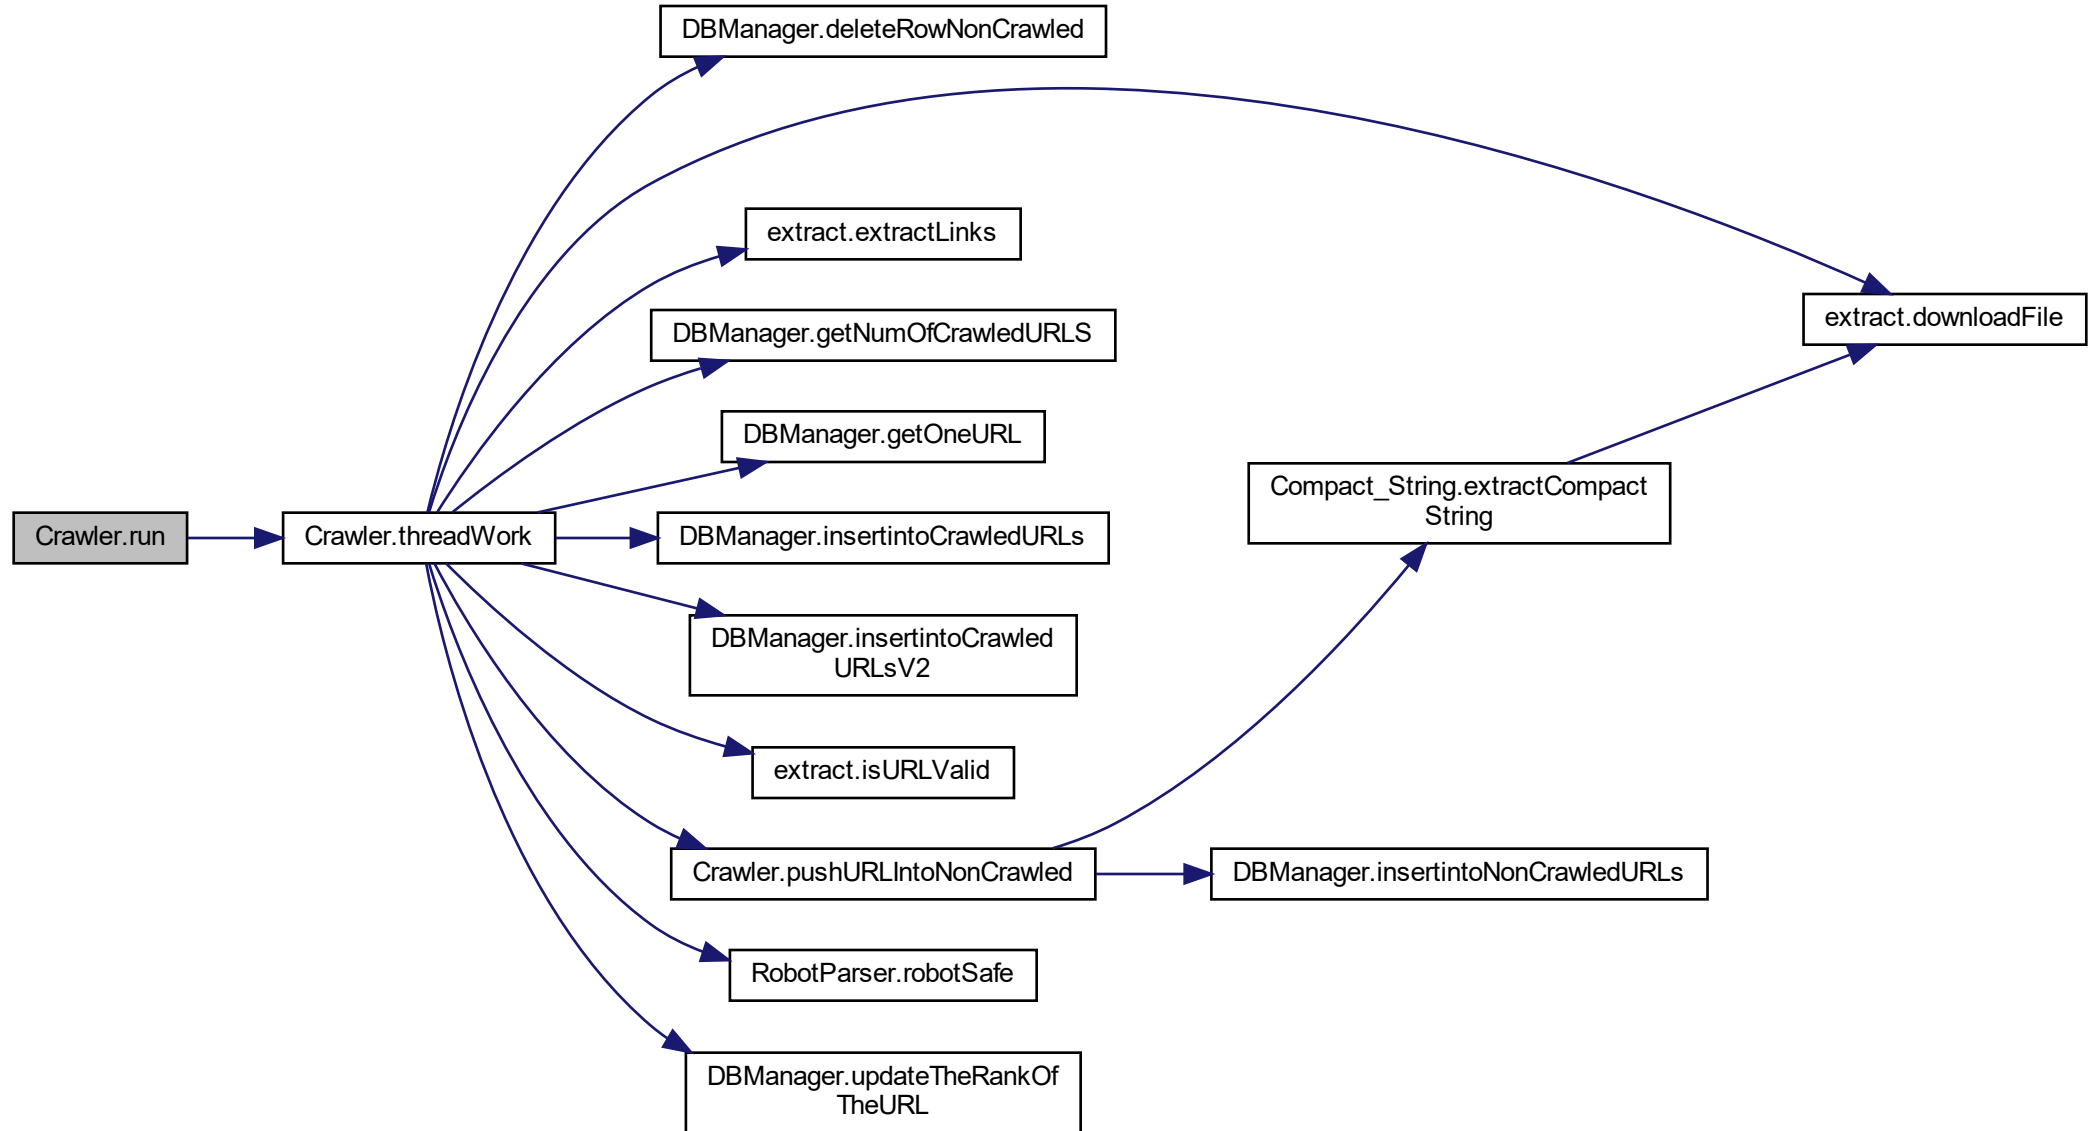 DBManager.deleteRowNonCrawled
extract.extractLinks
extract.downloadFile
DBManager.getNumOfCrawledURLS
DBManager.getOneURL
Compact_String.extractCompact
String
Crawler.run
Crawler.threadWork
DBManager.insertintoCrawledURLs
DBManager.insertintoCrawled
URLsV2
extract.isURLValid
Crawler.pushURLIntoNonCrawled
DBManager.insertintoNonCrawledURLs
RobotParser.robotSafe
DBManager.updateTheRankOf
TheURL